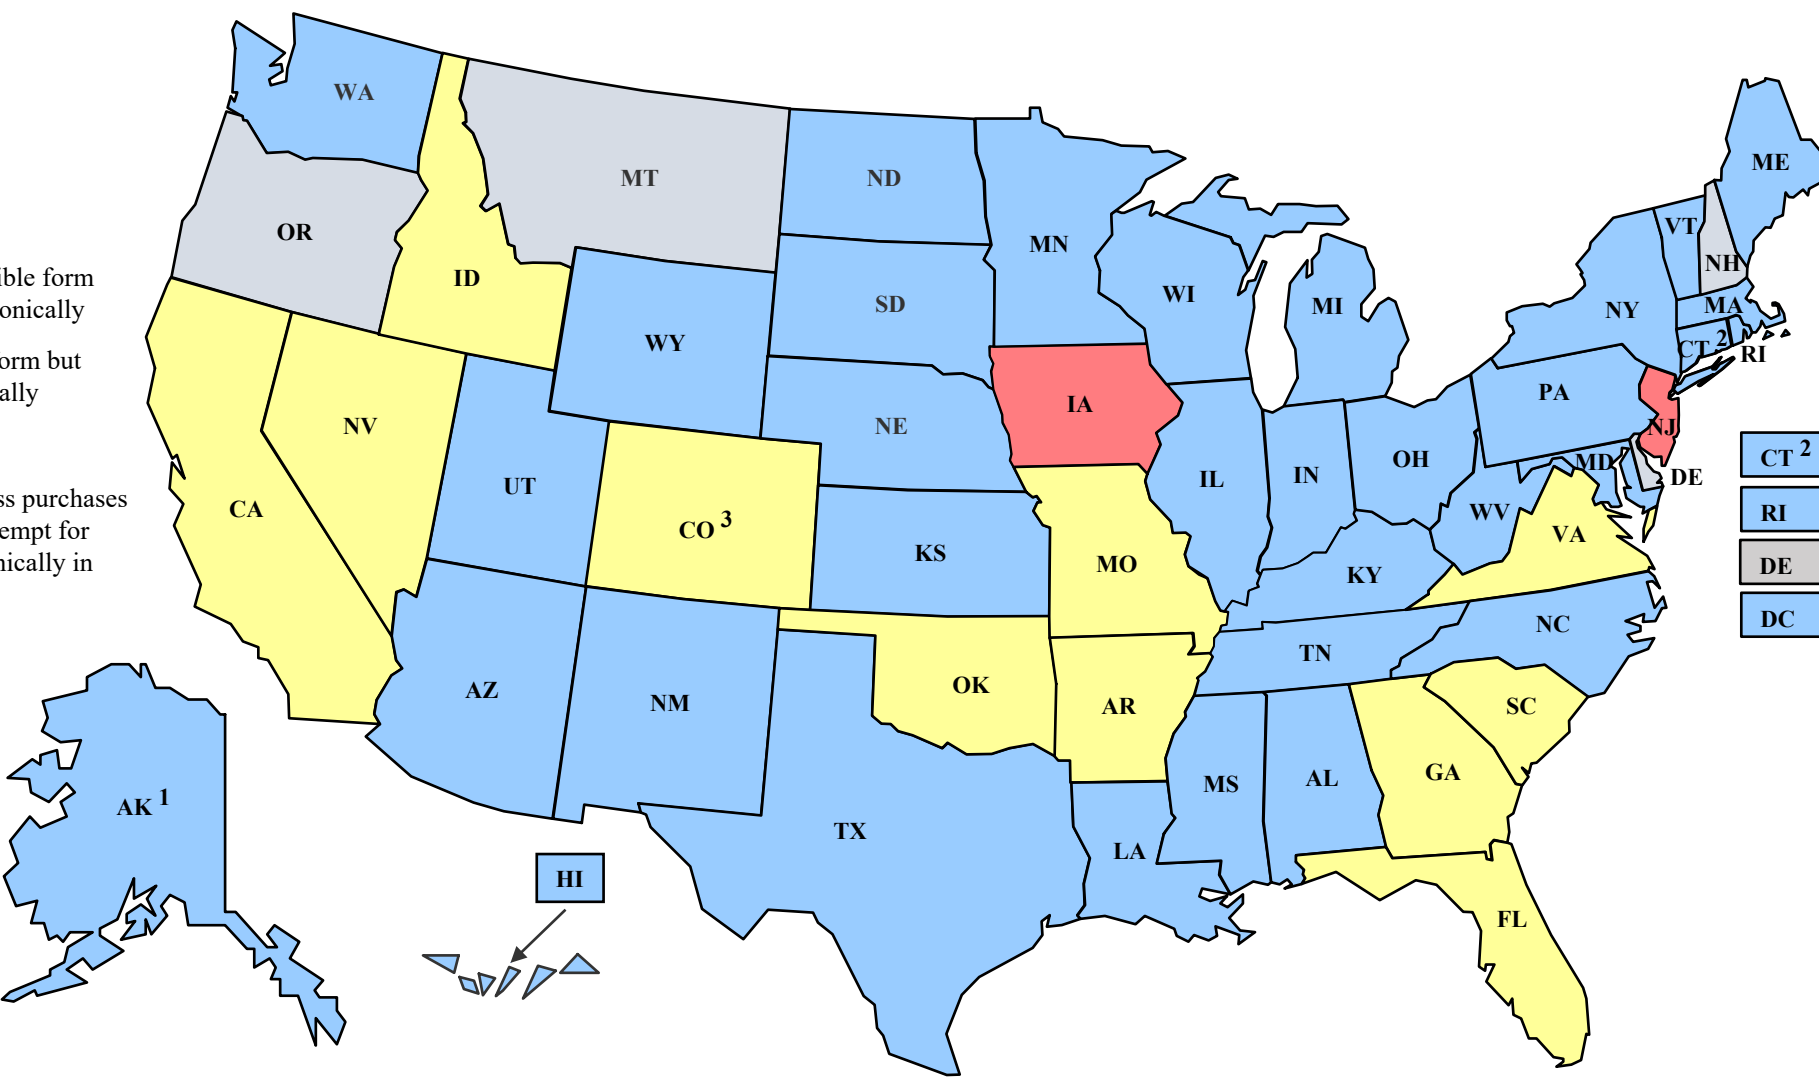 WA
ME
MT
ND
VT
OR
MN
NH
ible form
ID
WI
onically
SD
MI
NY
MA
WY
CT 2
RI
orm but
ally
PA
IA
NV
NE
NJ
CT 2
OH
MD
IN
DE
UT
IL
ss purchases
CA
WV
RI
empt for
CO 3
VA
KS
nically in
MO
DE
KY
NC
DC
TN
OK
AZ
NM
AR
SC
GA
AL
MS
AK 1
TX
LA
HI
FL